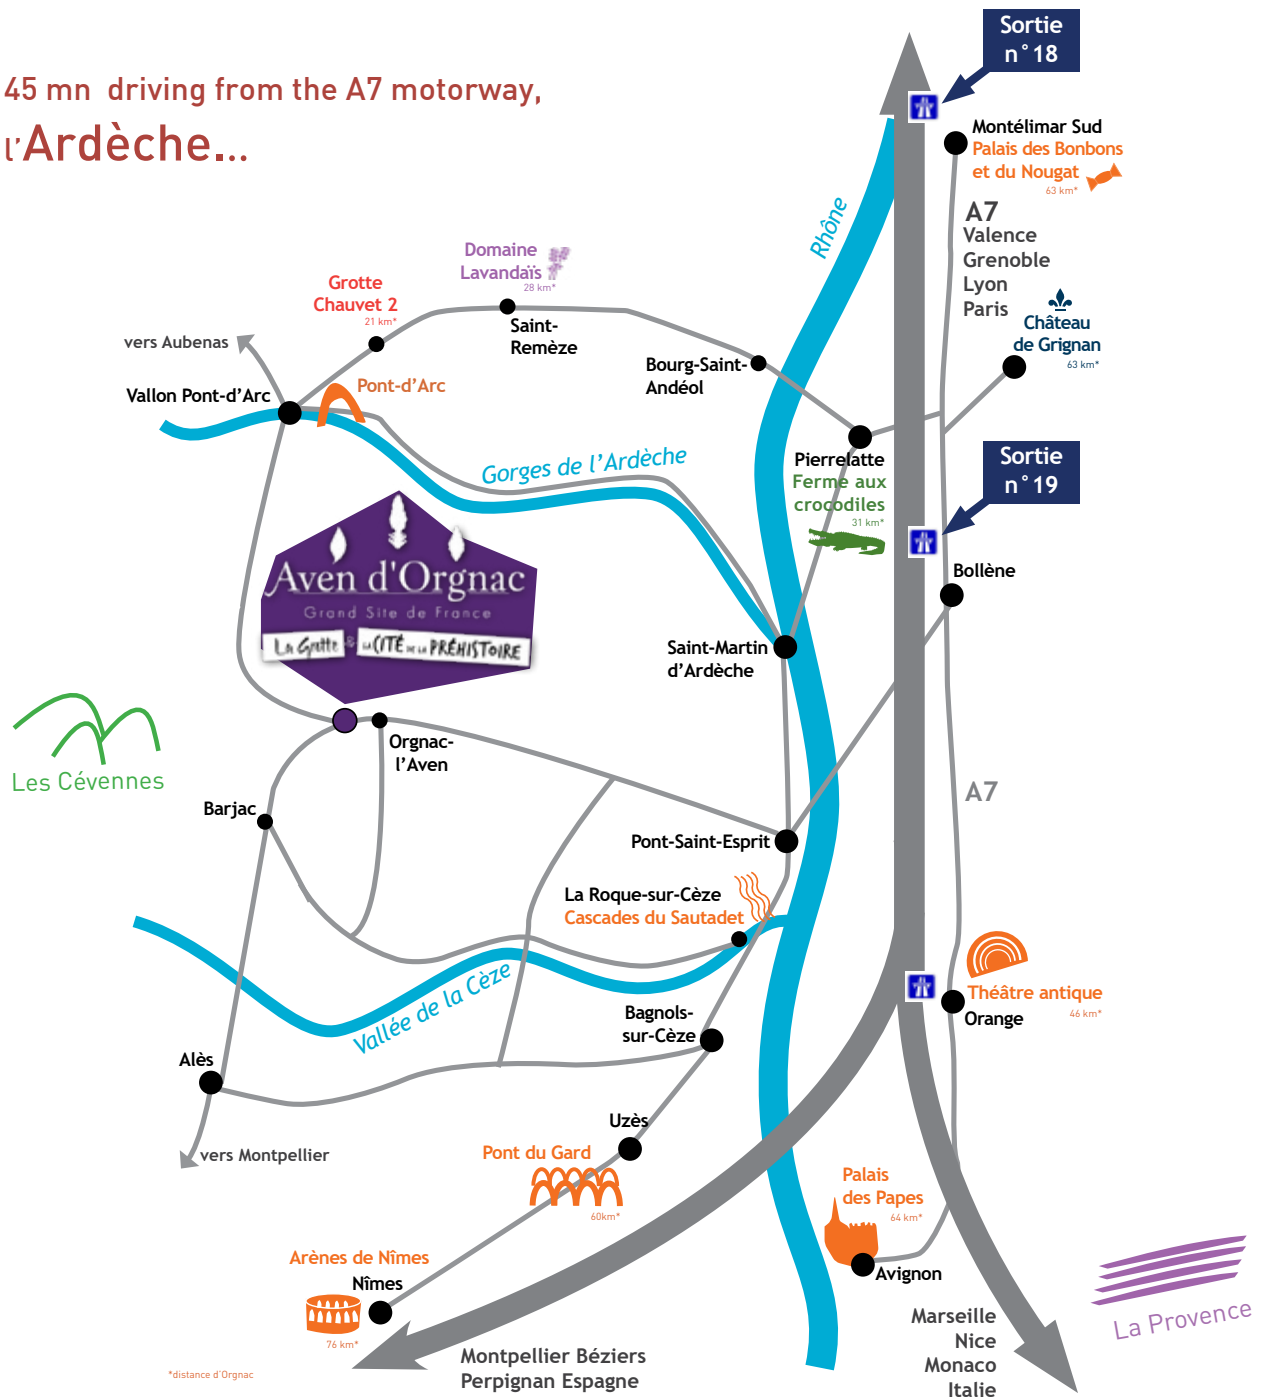 45 mn driving from the A7 motorway,
l'Ardèche...
Sortie
n°18
Montélimar Sud
Palais des Bonbons
et du Nougat
63 km*
A7
Valence
Grenoble
Lyon
Paris
Rhône
Domaine
Lavandaïs
28 km*
Grotte
Chauvet 2
21 km*
Saint-
Remèze
Château
de Grignan
63 km*
vers Aubenas
Bourg-Saint-
Andéol
Vallon Pont-d'Arc
Pont-d'Arc
Gorges de l'Ardèche
Pierrelatte
Ferme aux
crocodiles
31 km*
Sortie
n°19
Aven d'Orgnac
Grand Site de France
La Grotte & LA CITÉ DE LA PRÉHISTOIRE
Bollène
Saint-Martin
d'Ardèche
Les Cévennes
Orgnac-
l'Aven
Barjac
A7
Pont-Saint-Esprit
La Roque-sur-Cèze
Cascades du Sautadet
Vallée de la Cèze
Théâtre antique
46 km*
Orange
Bagnols-
sur-Cèze
Alès
Uzès
vers Montpellier
Pont du Gard
60km*
Palais
des Papes
64 km*
Avignon
Arènes de Nîmes
Nîmes
76 km*
La Provence
Marseille
Nice
Monaco
Italie
Montpellier Béziers
Perpignan Espagne
*distance d'Orgnac